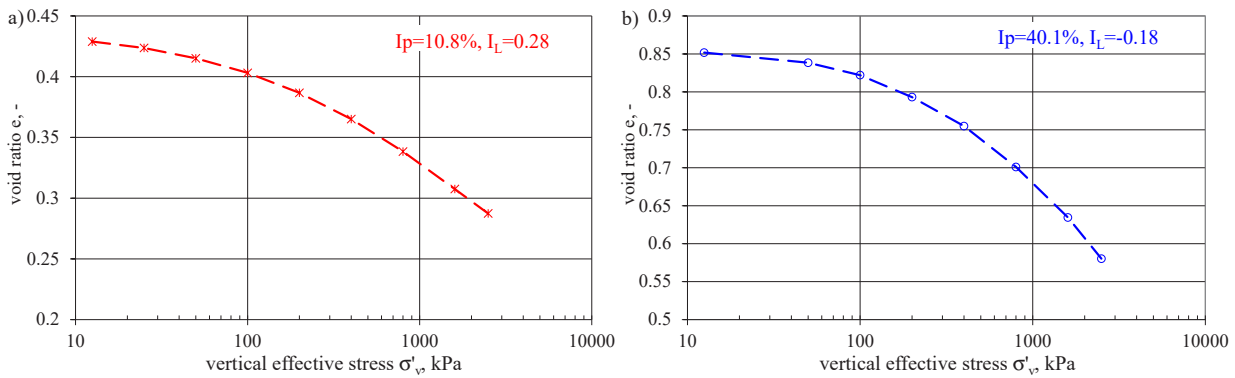 a)
0.45
0.4
0.35
0.3
0.25
0.2
void ratio e, -
Ip=10.8%, I_L=0.28
10 100 1000 10000
vertical effective stress σ'_v, kPa
b)
0.9
0.85
0.8
0.75
0.7
0.65
0.6
0.55
0.5
void ratio e, -
Ip=40.1%, I_L=-0.18
10 100 1000 10000
vertical effective stress σ'_v, kPa